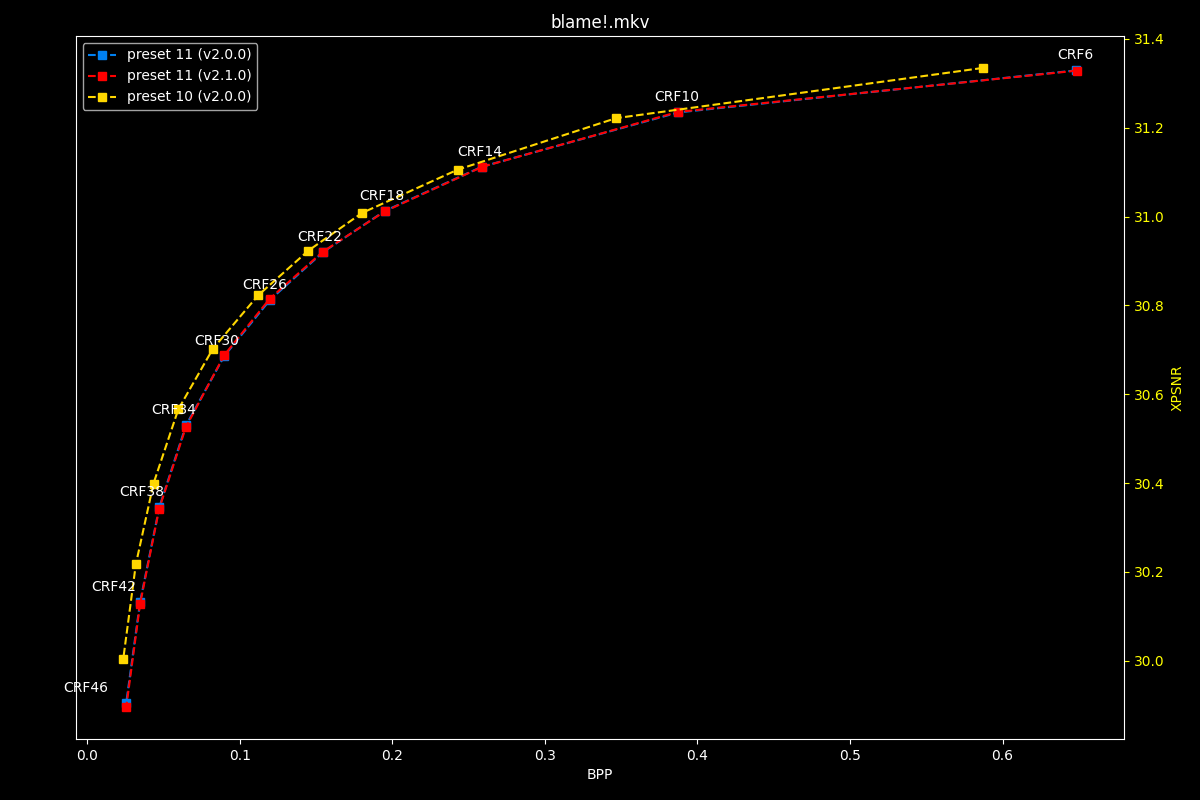 blame!.mkv
preset 11 (v2.0.0)
preset 11 (v2.1.0)
preset 10 (v2.0.0)
CRF6
CRF10
CRF14
CRF18
CRF22
CRF26
CRF30
CRF34
CRF38
CRF42
CRF46
31.4
31.2
31.0
30.8
30.6
30.4
30.2
30.0
XPSNR
0.0 0.1 0.2 0.3 0.4 0.5 0.6
BPP